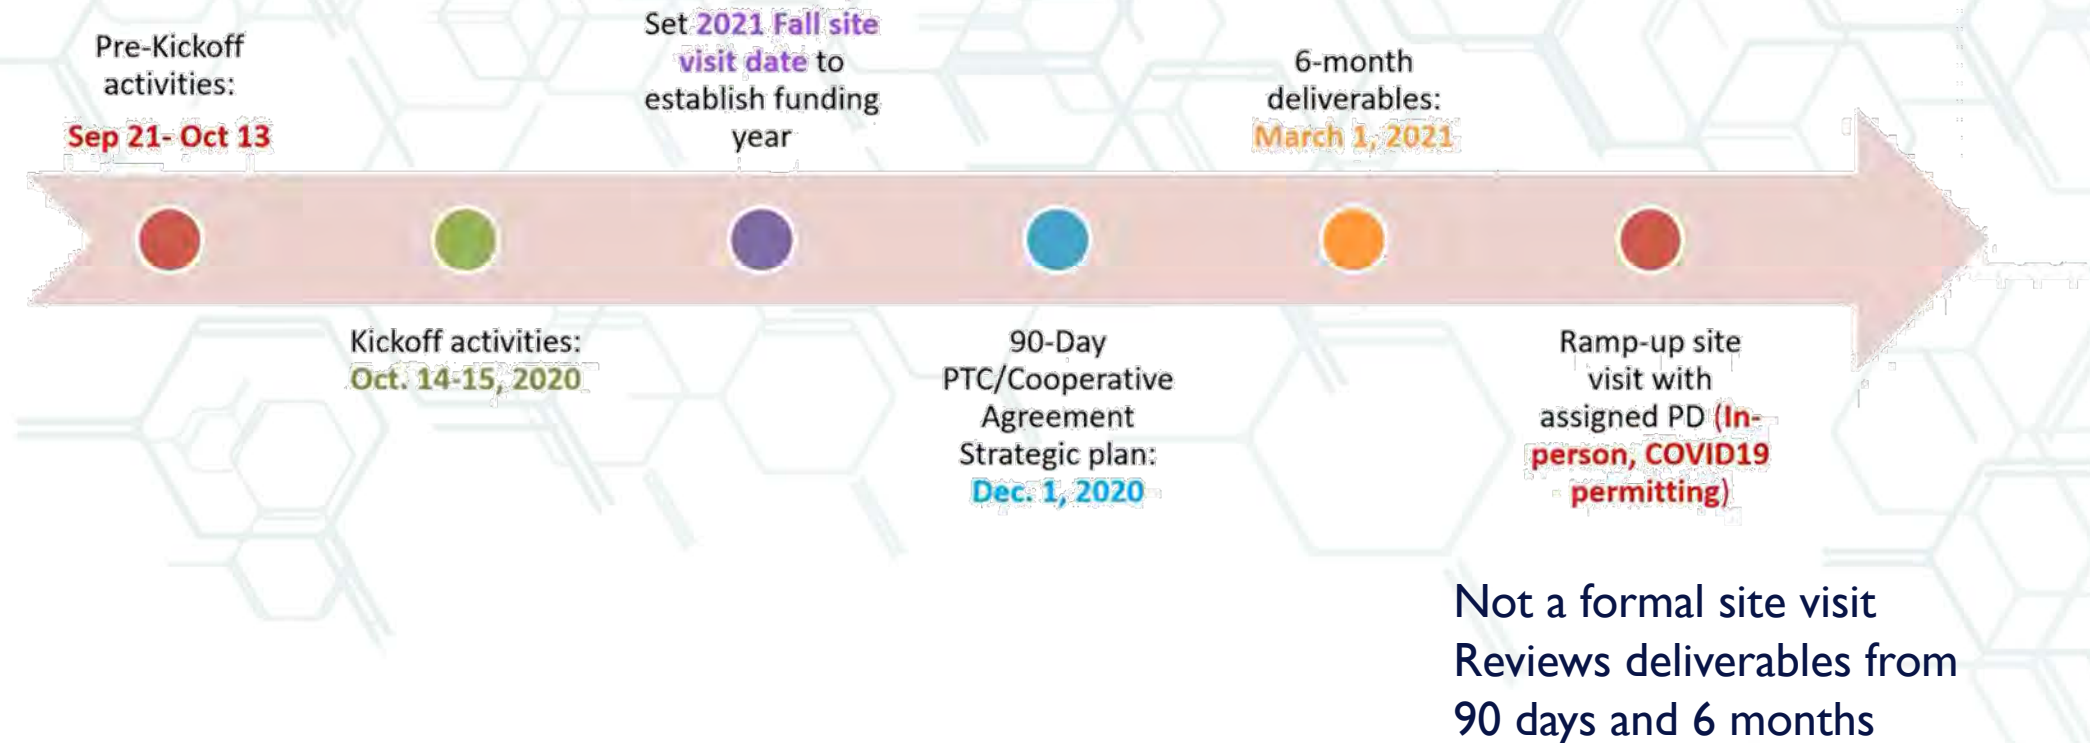 Pre-Kickoff
activities:
Sep 21- Oct 13
Kickoff activities:
Oct. 14-15, 2020
Set 2021 Fall site
visit date to
establish funding
year
90-Day
PTC/Cooperative
Agreement
Strategic plan:
Dec. 1, 2020
6-month
deliverables:
March 1, 2021
Ramp-up site
visit with
assigned PD (In-
person, COVID19
permitting)
Not a formal site visit
Reviews deliverables from
90 days and 6 months